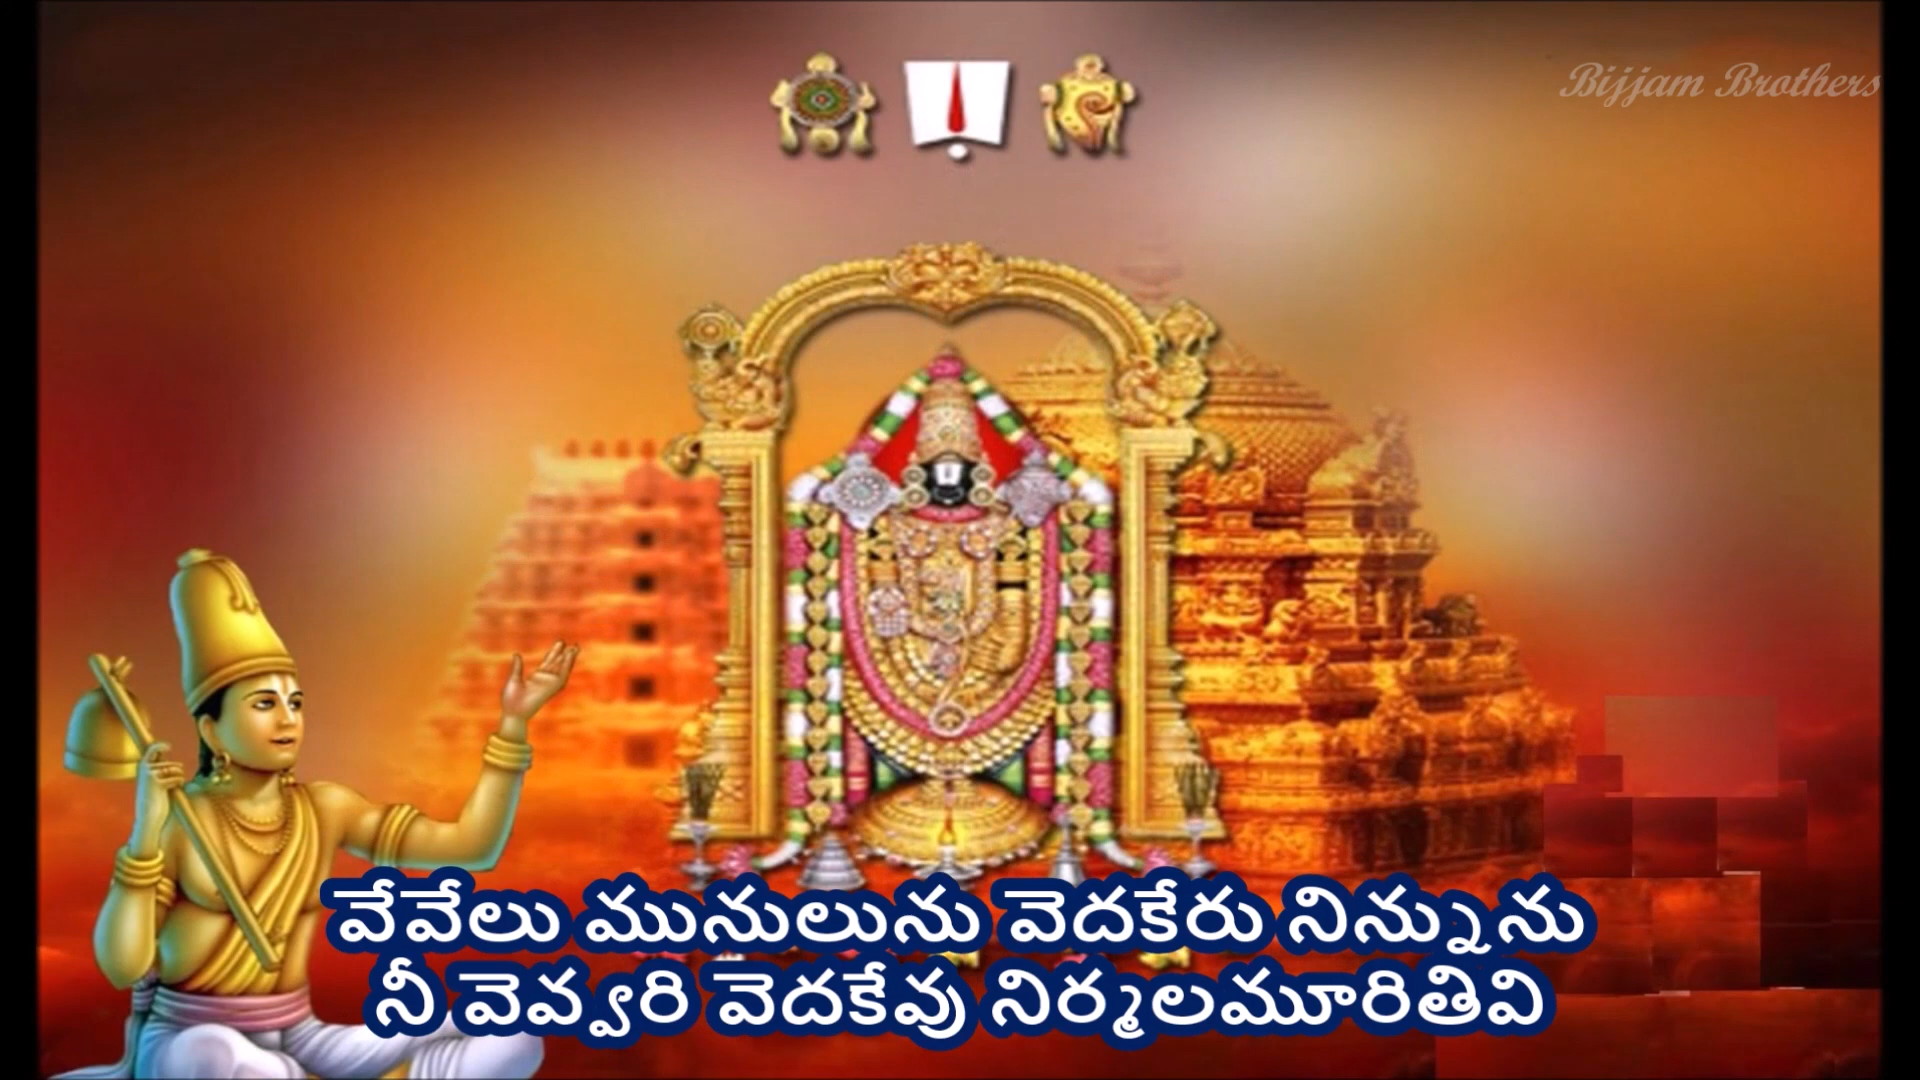 Bijjam Brothers
వేవేలు మునులును వెదకేరు నిన్నును
నీ వెవ్వరి వెదకేవు నిర్మలమూరితివి